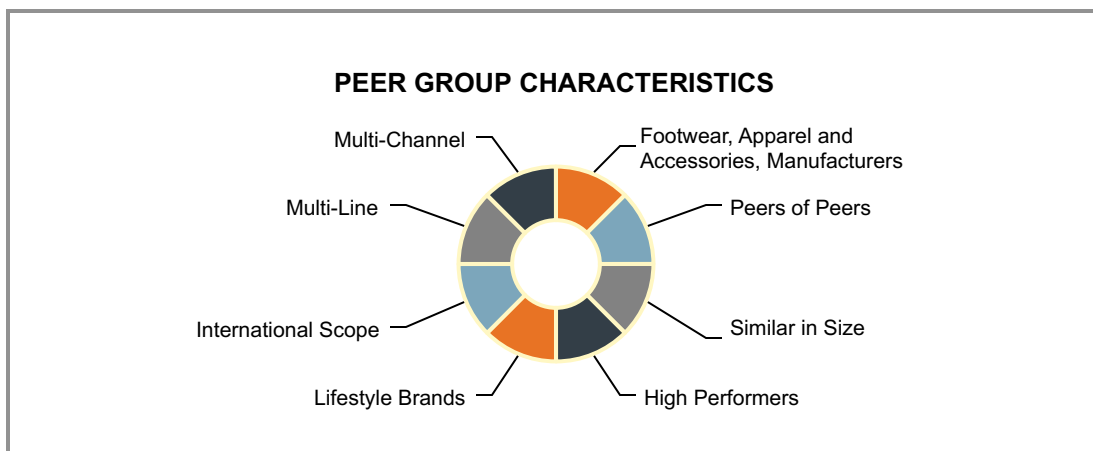 PEER GROUP CHARACTERISTICS
Multi-Channel
Footwear, Apparel and
Accessories, Manufacturers
Multi-Line
Peers of Peers
International Scope
Similar in Size
Lifestyle Brands
High Performers